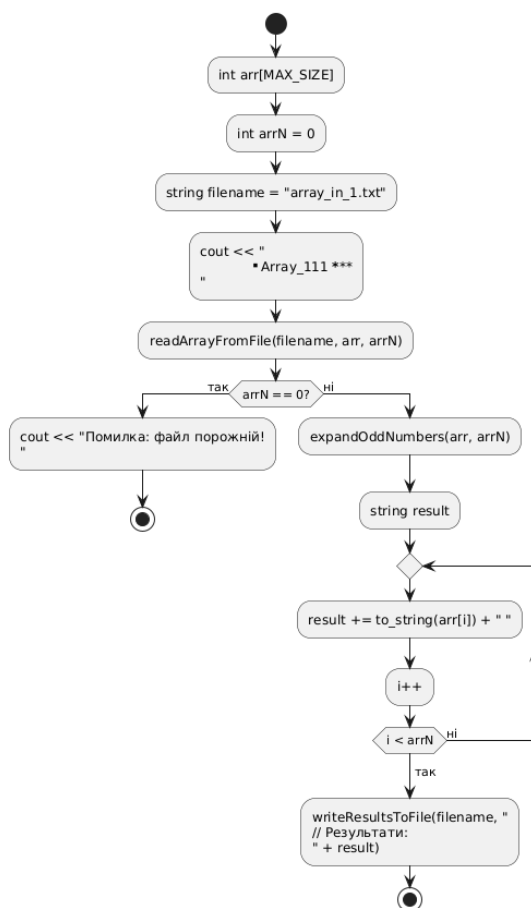 int arr[MAX_SIZE]
int arrN = 0
string filename = "array_in_1.txt"
cout << "
▪ Array_111 ***
"
readArrayFromFile(filename, arr, arrN)
так
arrN == 0?
ні
cout << "Помилка: файл порожній!
"
expandOddNumbers(arr, arrN)
string result
result += to_string(arr[i]) + " "
i++
i < arrN
ні
так
writeResultsToFile(filename, "
// Результати:
" + result)